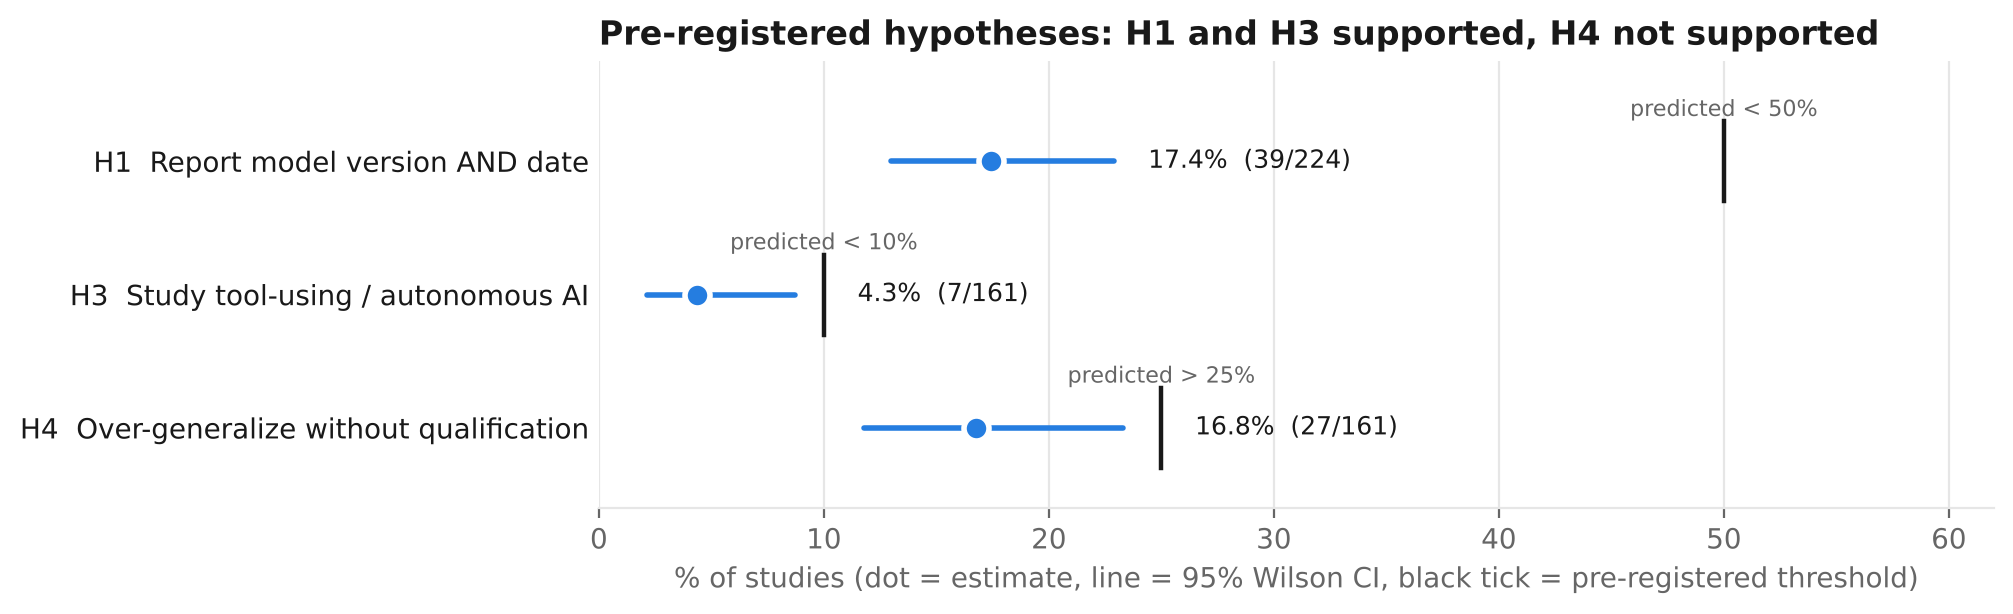 Pre-registered hypotheses: H1 and H3 supported, H4 not supported
predicted < 50%
H1 Report model version AND date
17.4% (39/224)
predicted < 10%
H3 Study tool-using / autonomous AI
4.3% (7/161)
predicted > 25%
H4 Over-generalize without qualification
16.8% (27/161)
0 10 20 30 40 50 60
% of studies (dot = estimate, line = 95% Wilson CI, black tick = pre-registered threshold)